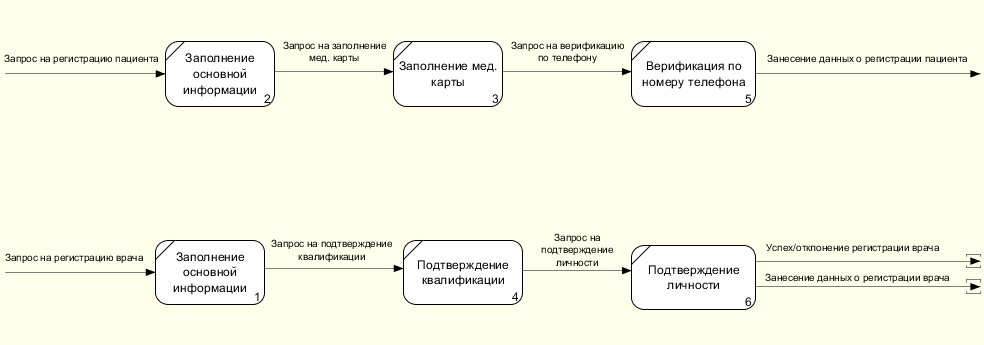 Запрос на регистрацию пациента
Заполнение
основной
информации
2
Запрос на заполнение
мед. карты
Заполнение мед.
карты
3
Запрос на верификацию
по телефону
Верификация по
номеру телефона
5
Занесение данных о регистрации пациента
Запрос на регистрацию врача
Заполнение
основной
информации
1
Запрос на подтверждение
квалификации
Подтверждение
квалификации
4
Запрос на
подтверждение
личности
Подтверждение
личности
6
Успех/отклонение регистрации врача
Занесение данных о регистрации врача